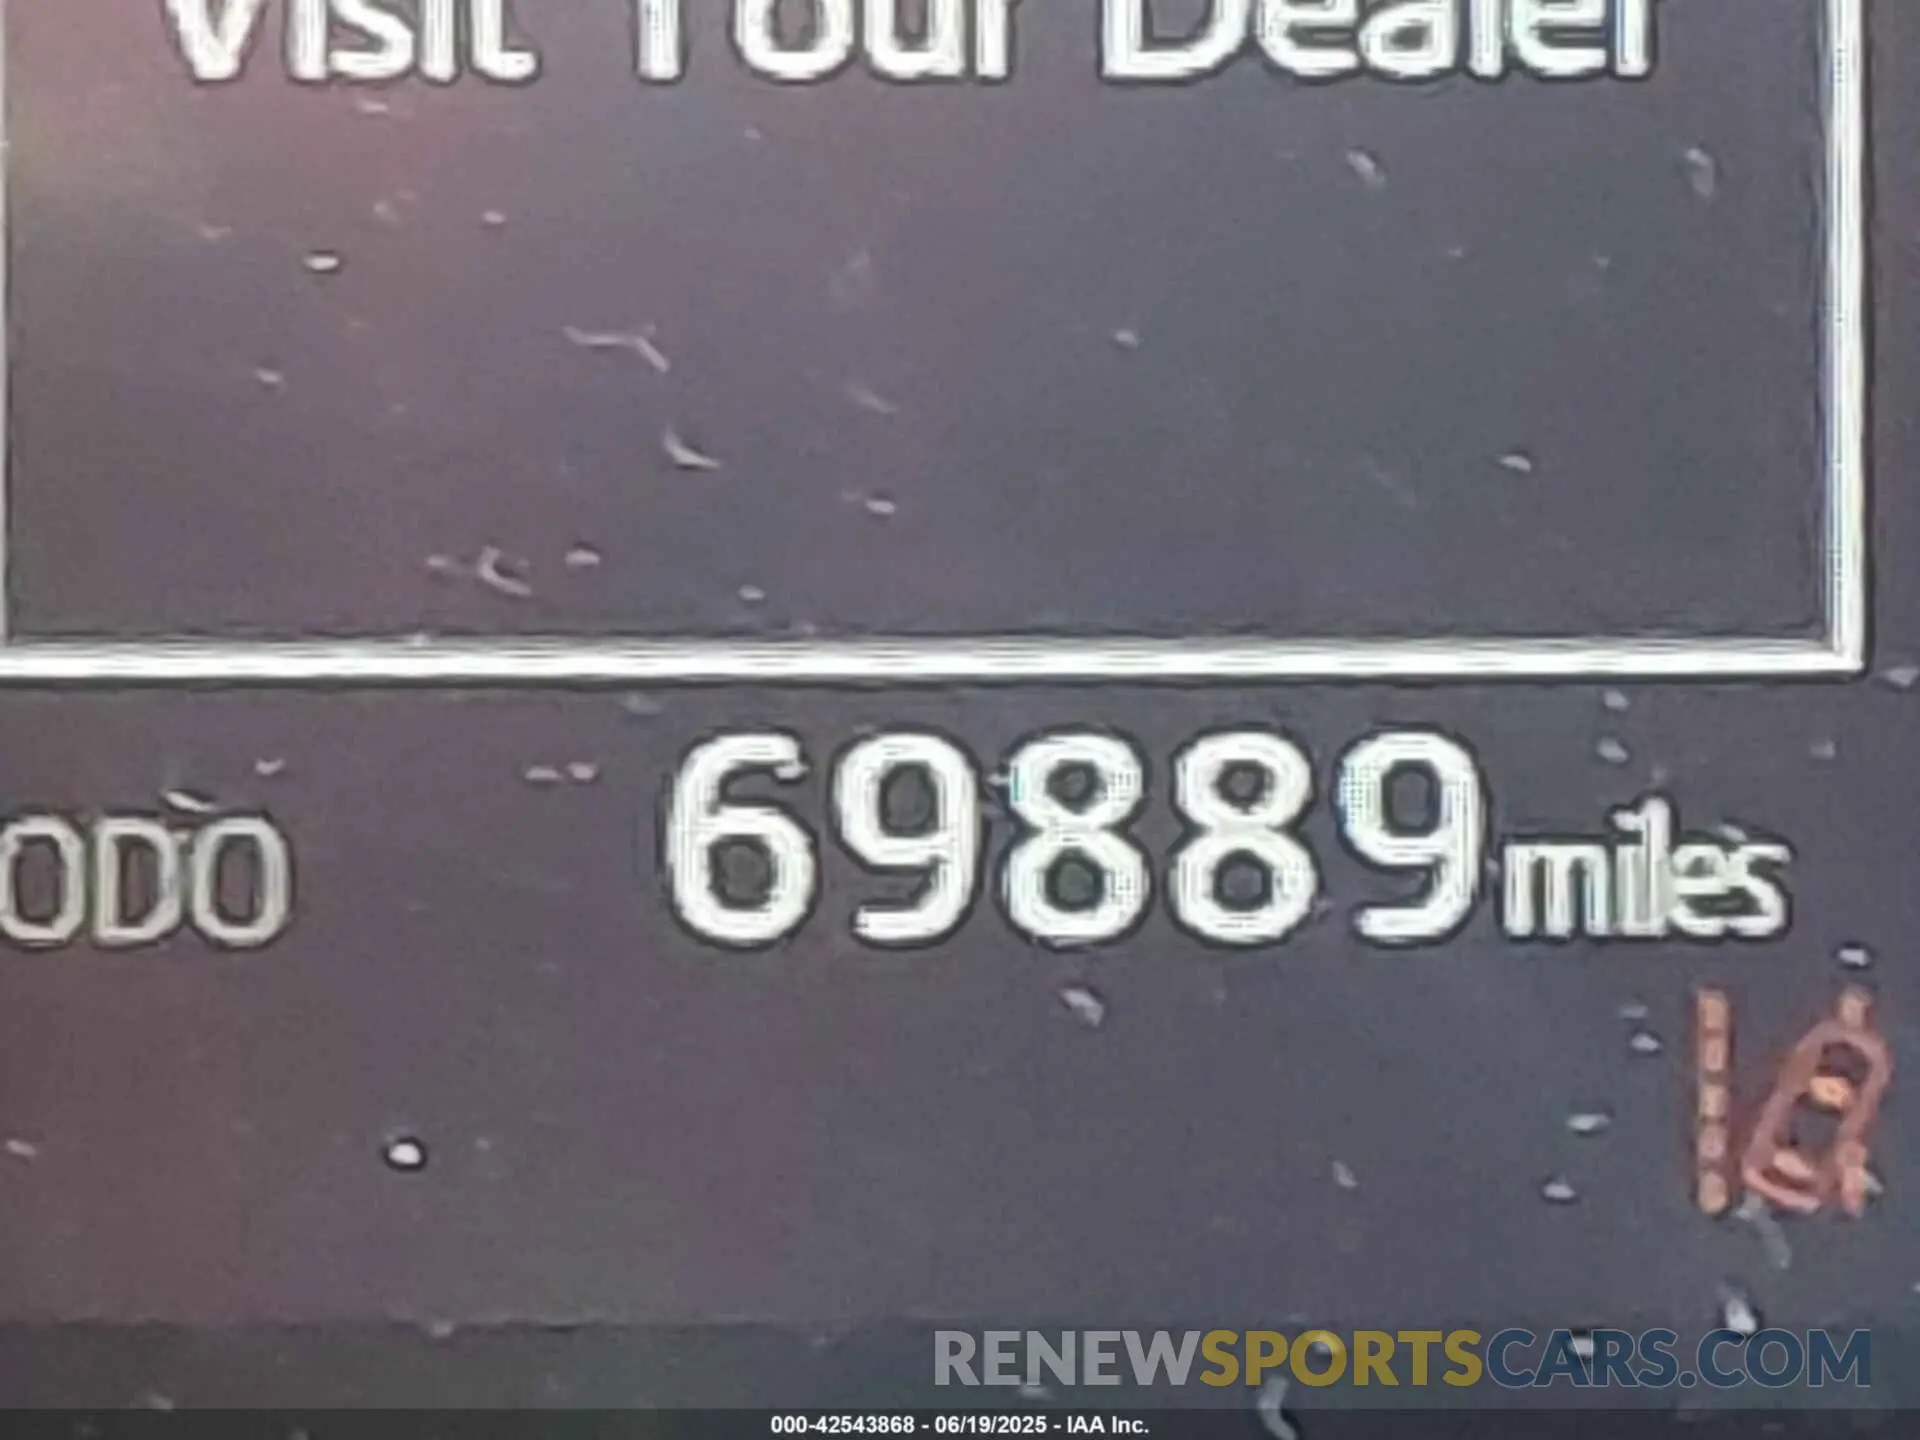 Visit Your Dealer
ODO 69889 miles
RENEWSPORTSCARS.COM
000-42543868 - 06/19/2025 - IAA Inc.